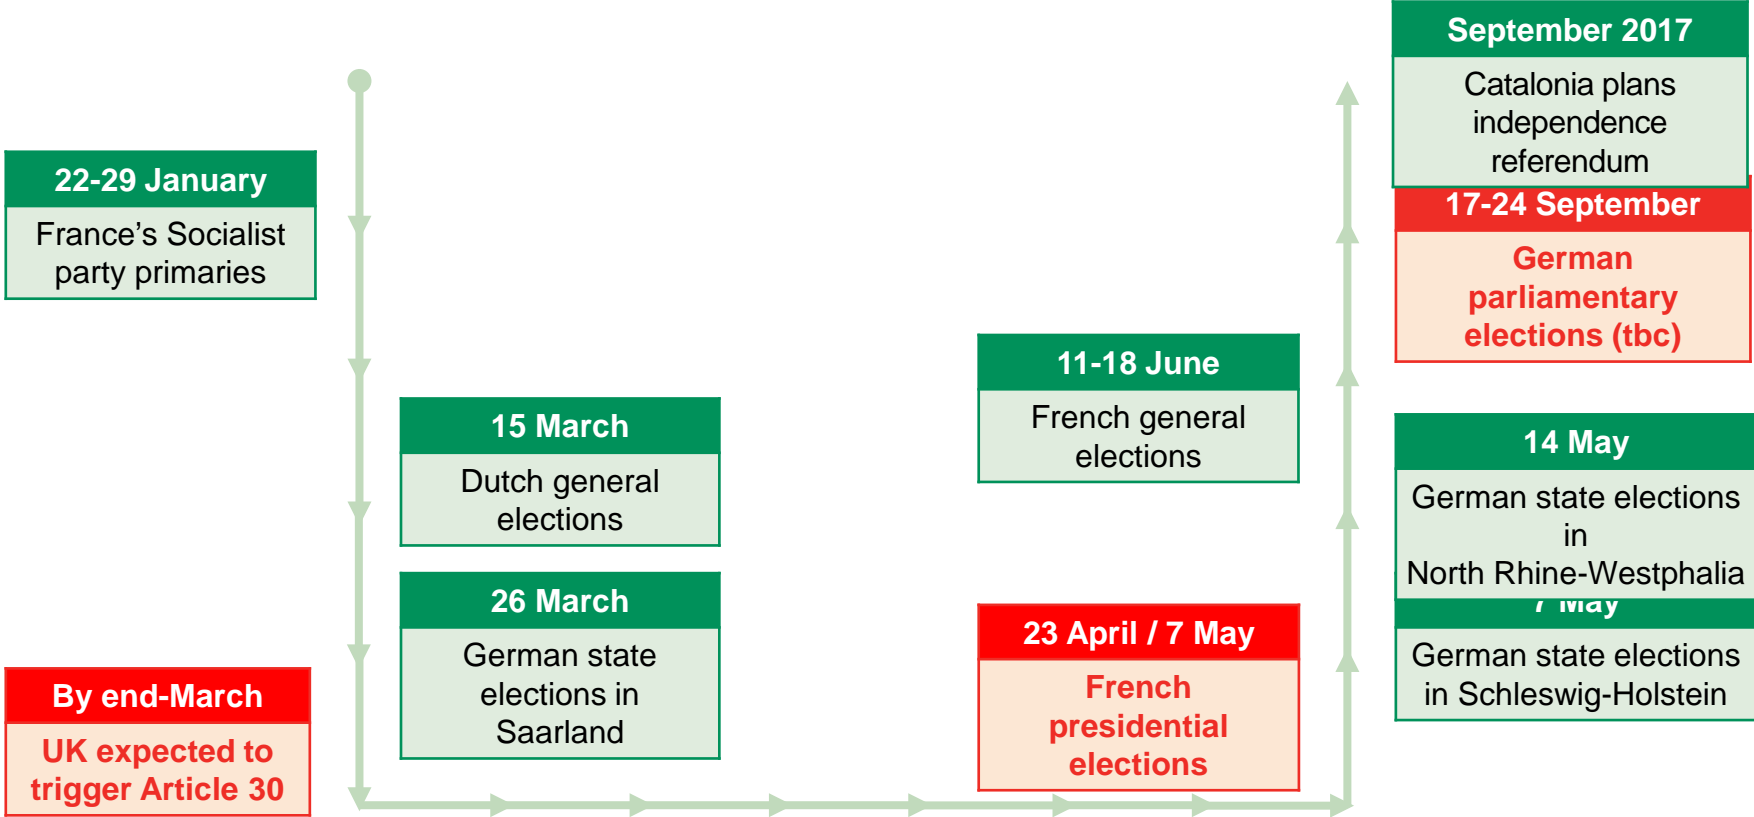 22-29 January
France’s Socialist
party primaries
By end-March
UK expected to
trigger Article 30
15 March
Dutch general
elections
26 March
German state
elections in
Saarland
11-18 June
French general
elections
23 April / 7 May
French
presidential
elections
September 2017
Catalonia plans
independence
referendum
17-24 September
German
parliamentary
elections (tbc)
14 May
German state elections
in
North Rhine-Westphalia
7 May
German state elections
in Schleswig-Holstein